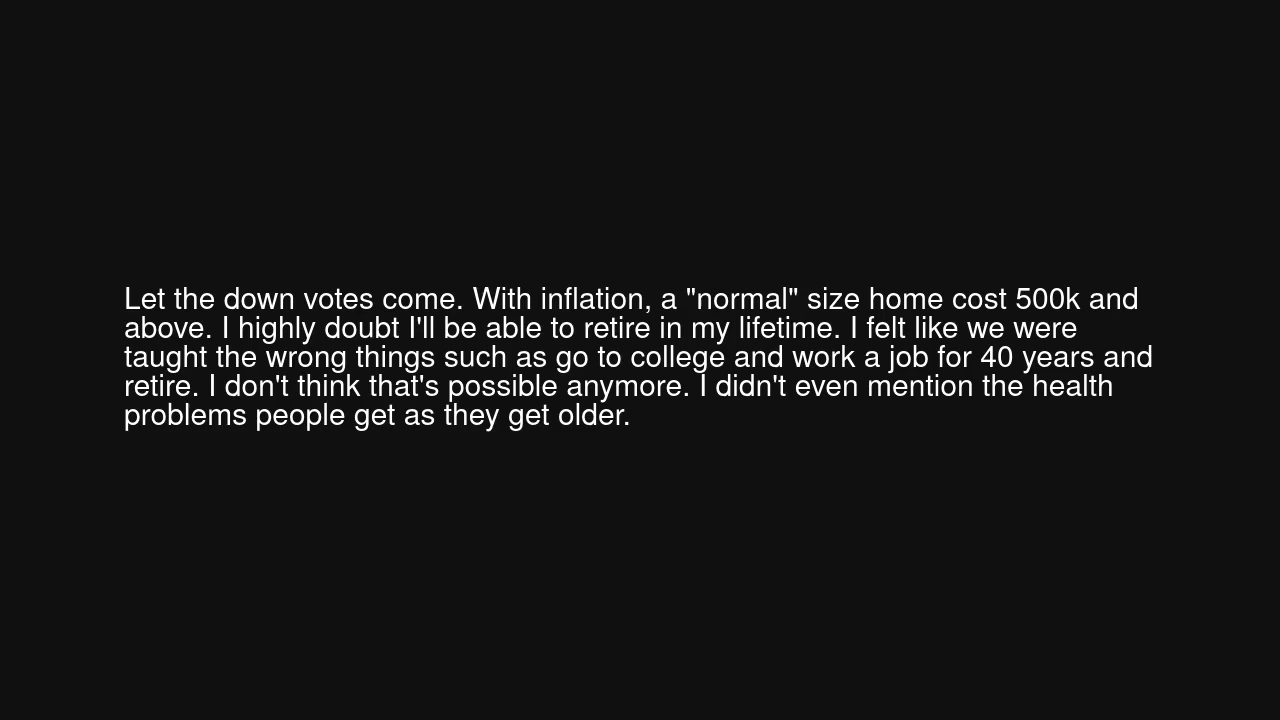 Let the down votes come. With inflation, a "normal" size home cost 500k and
above. I highly doubt I'll be able to retire in my lifetime. I felt like we were
taught the wrong things such as go to college and work a job for 40 years and
retire. I don't think that's possible anymore. I didn't even mention the health
problems people get as they get older.